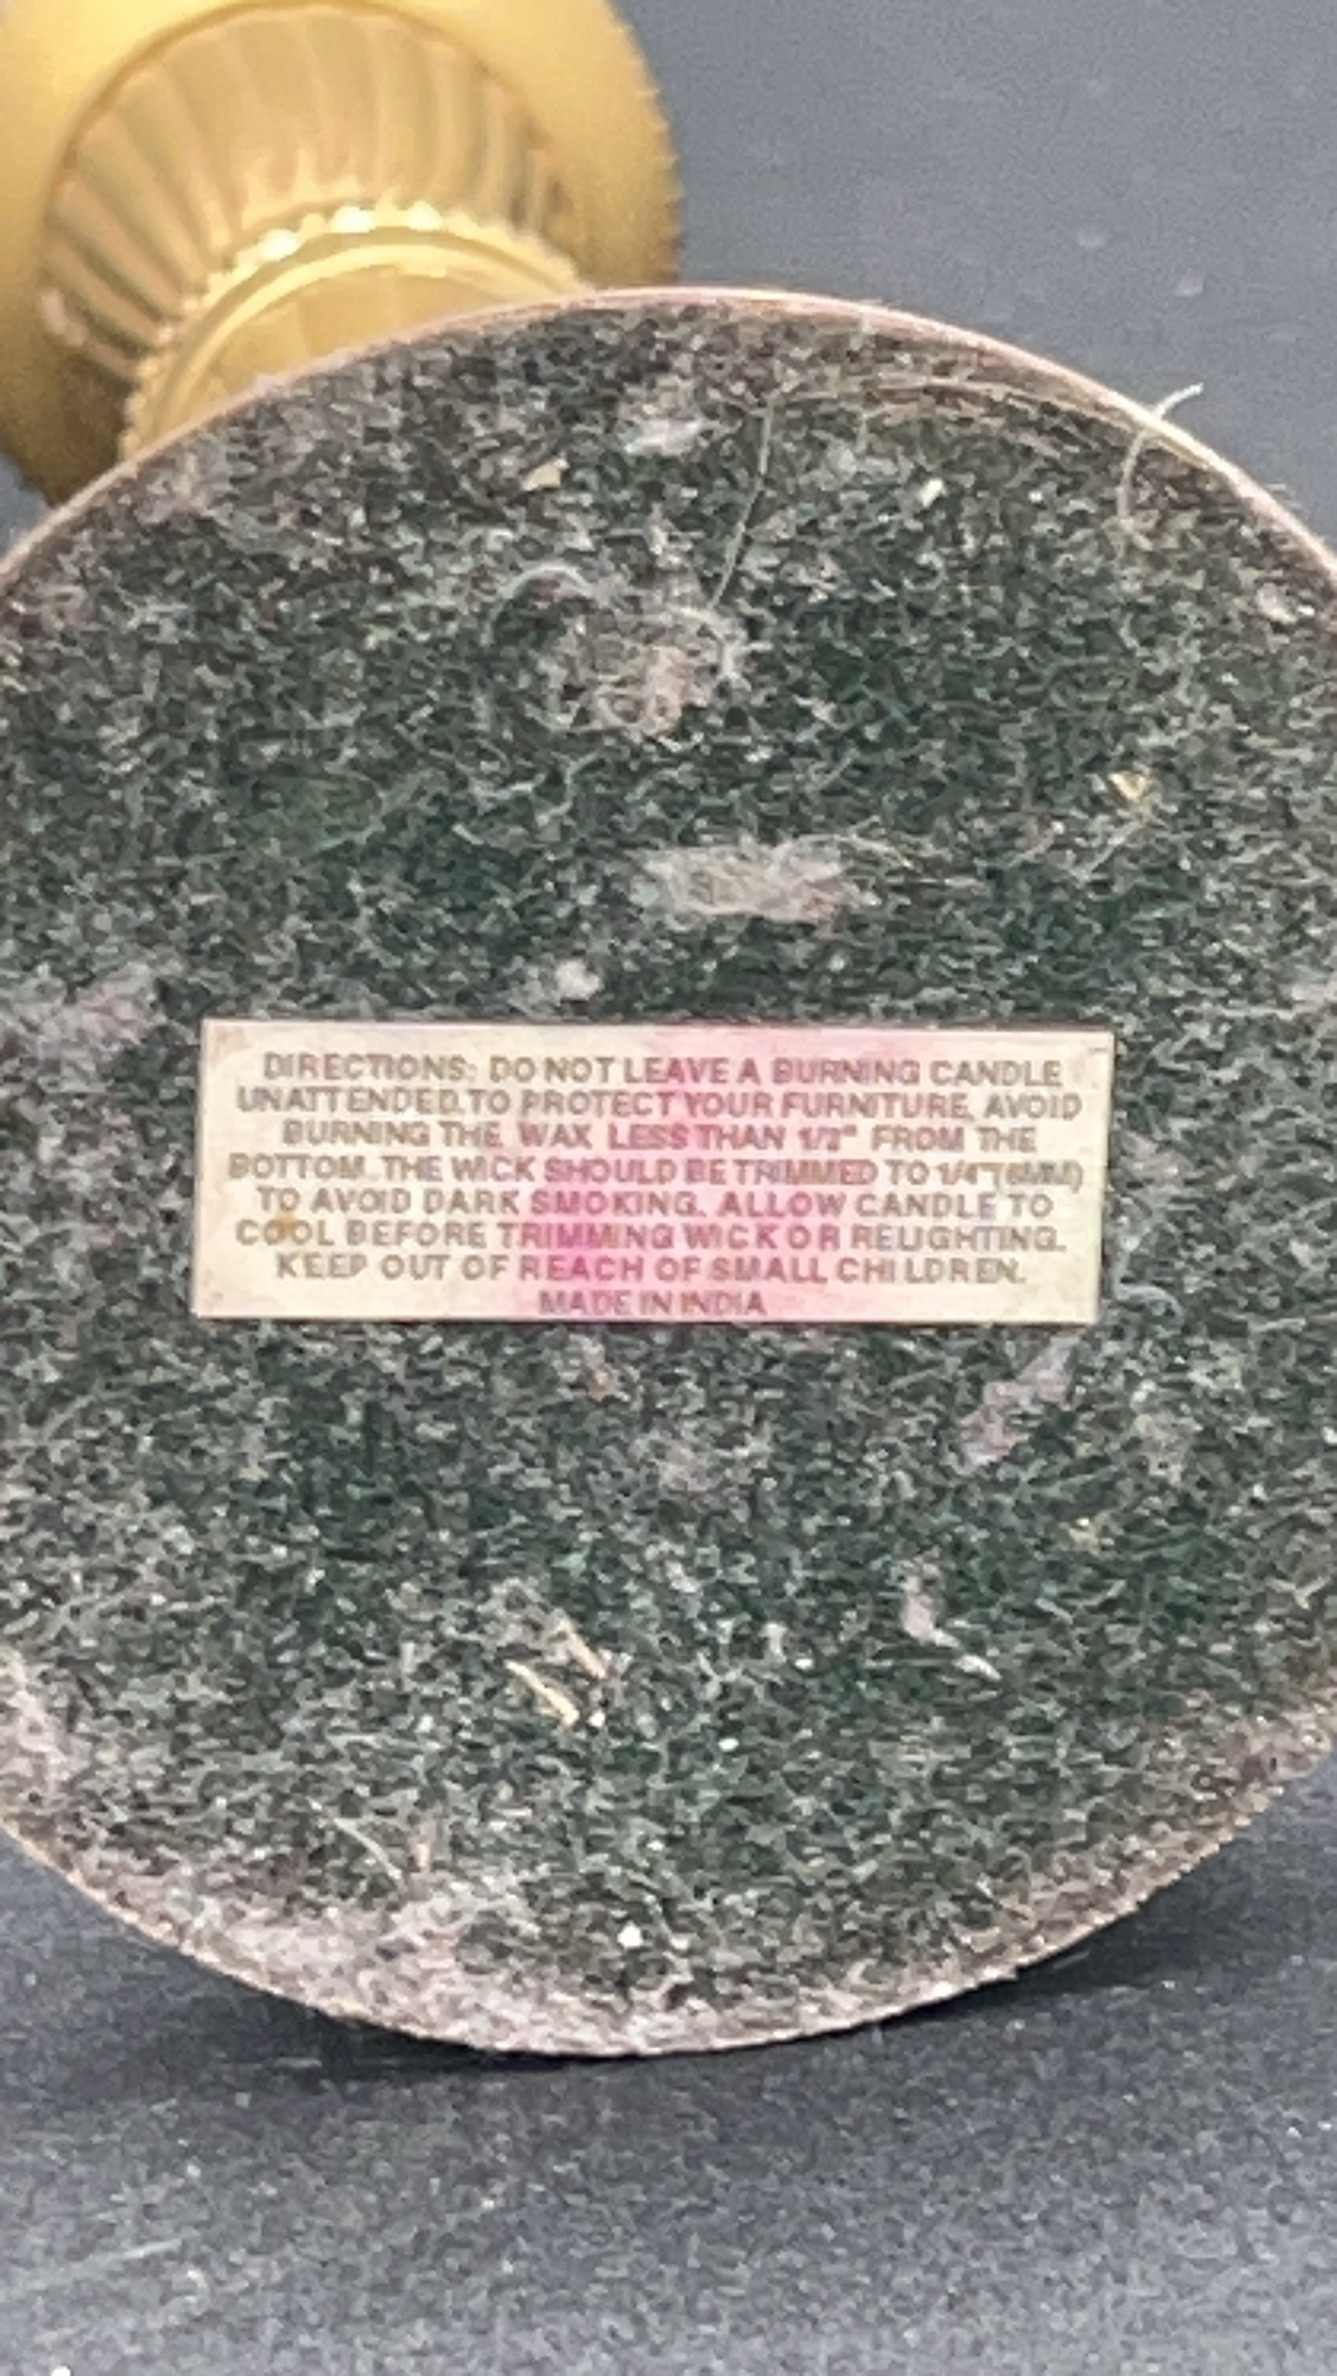 DIRECTIONS: DO NOT LEAVE A BURNING CANDLE
UNATTENDED.TO PROTECT YOUR FURNITURE, AVOID
BURNING THE WAX LESS THAN 1/2" FROM THE
BOTTOM. THE WICK SHOULD BE TRIMMED TO 1/4"(6MM)
TO AVOID DARK SMOKING. ALLOW CANDLE TO
COOL BEFORE TRIMMING WICK OR RELIGHTING.
KEEP OUT OF REACH OF SMALL CHILDREN.
MADE IN INDIA